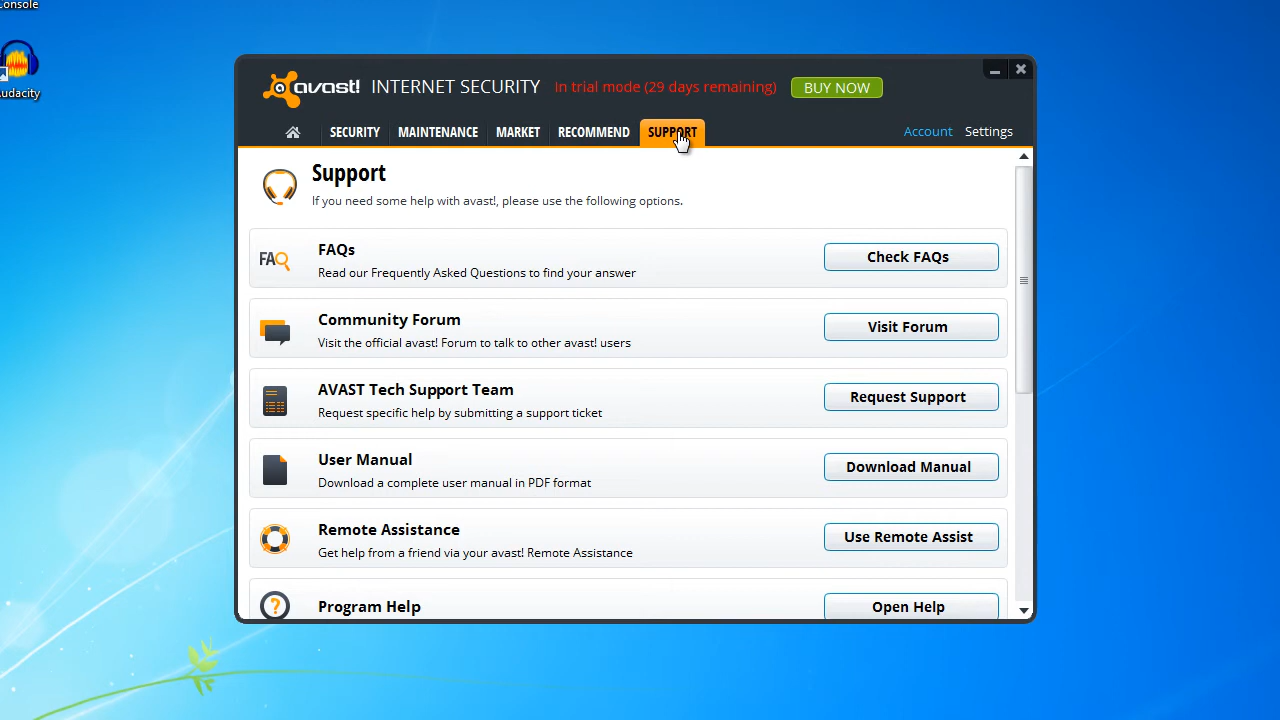 Console
Audacity
avast! INTERNET SECURITY In trial mode (29 days remaining) BUY NOW
SECURITY MAINTENANCE MARKET RECOMMEND SUPPORT Account Settings
Support
If you need some help with avast!, please use the following options.
FAQ FAQs
Read our Frequently Asked Questions to find your answer
Check FAQs
Community Forum
Visit the official avast! Forum to talk to other avast! users
Visit Forum
AVAST Tech Support Team
Request specific help by submitting a support ticket
Request Support
User Manual
Download a complete user manual in PDF format
Download Manual
Remote Assistance
Get help from a friend via your avast! Remote Assistance
Use Remote Assist
? Program Help
Open Help